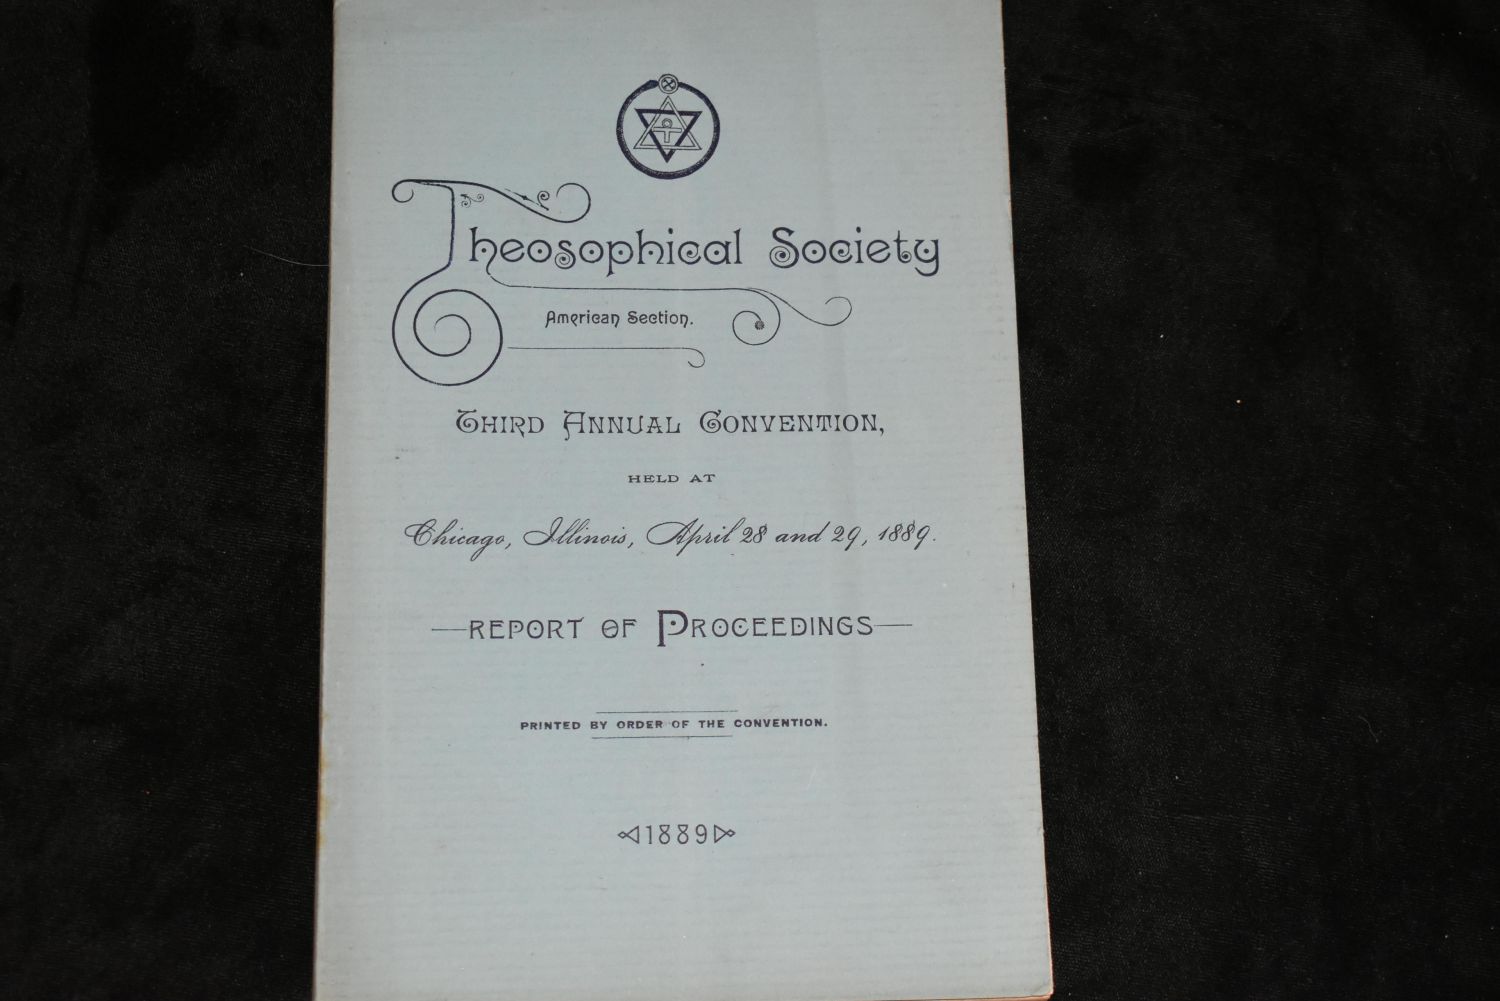 Theosophical Society
American Section.
THIRD ANNUAL CONVENTION,
HELD AT
Chicago, Illinois, April 28 and 29, 1889.
—REPORT OF PROCEEDINGS—
PRINTED BY ORDER OF THE CONVENTION.
1889